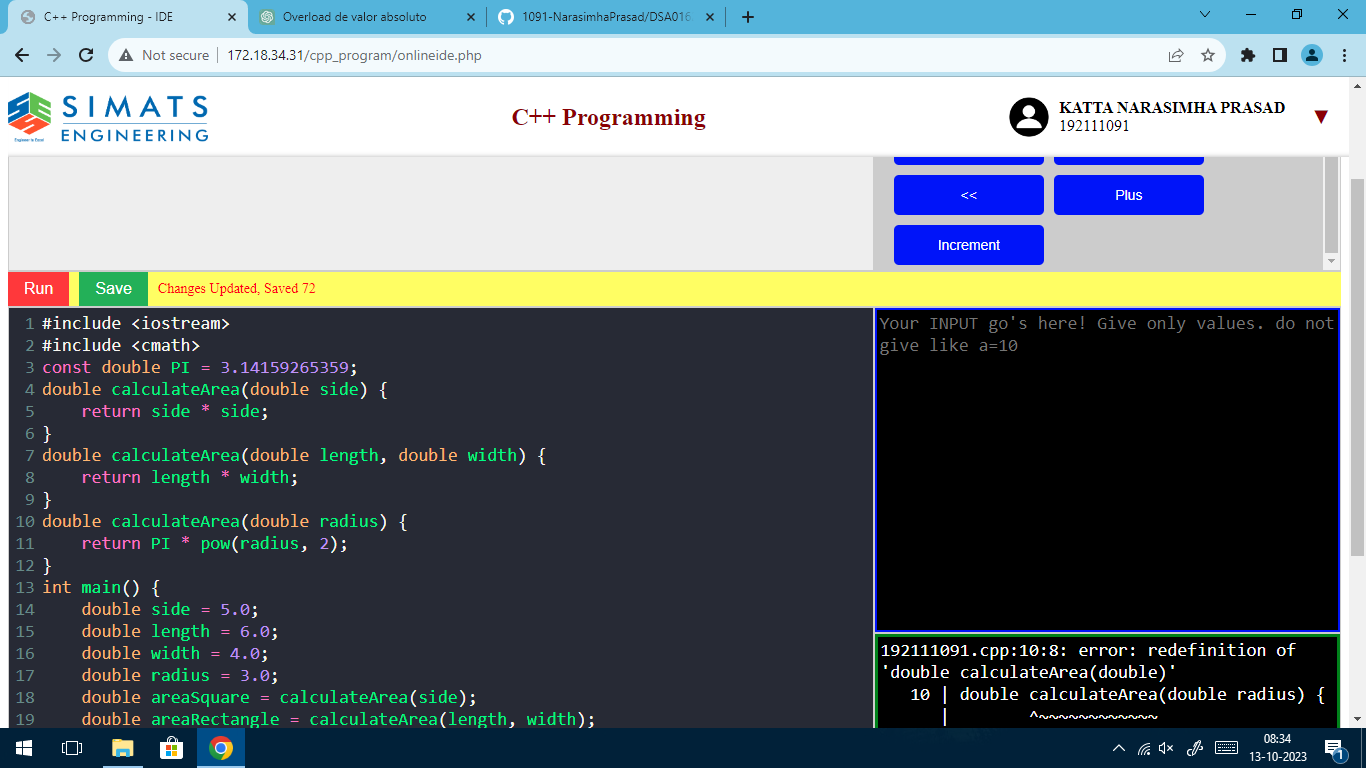 C++ Programming - IDE
Overload de valor absoluto
1091-NarasimhaPrasad/DSA016
Not secure
172.18.34.31/cpp_program/onlineide.php
SIMATS
ENGINEERING
C++ Programming
KATTA NARASIMHA PRASAD
192111091
<<
Plus
Increment
Run
Save
Changes Updated, Saved 72
1 #include <iostream>
2 #include <cmath>
3 const double PI = 3.14159265359;
4 double calculateArea(double side) {
5     return side * side;
6 }
7 double calculateArea(double length, double width) {
8     return length * width;
9 }
10 double calculateArea(double radius) {
11     return PI * pow(radius, 2);
12 }
13 int main() {
14     double side = 5.0;
15     double length = 6.0;
16     double width = 4.0;
17     double radius = 3.0;
18     double areaSquare = calculateArea(side);
19     double areaRectangle = calculateArea(length, width);
Your INPUT go's here! Give only values. do not
give like a=10
192111091.cpp:10:8: error: redefinition of
'double calculateArea(double)'
   10 | double calculateArea(double radius) {
      |        ^~~~~~~~~~~~~
08:34
13-10-2023
1